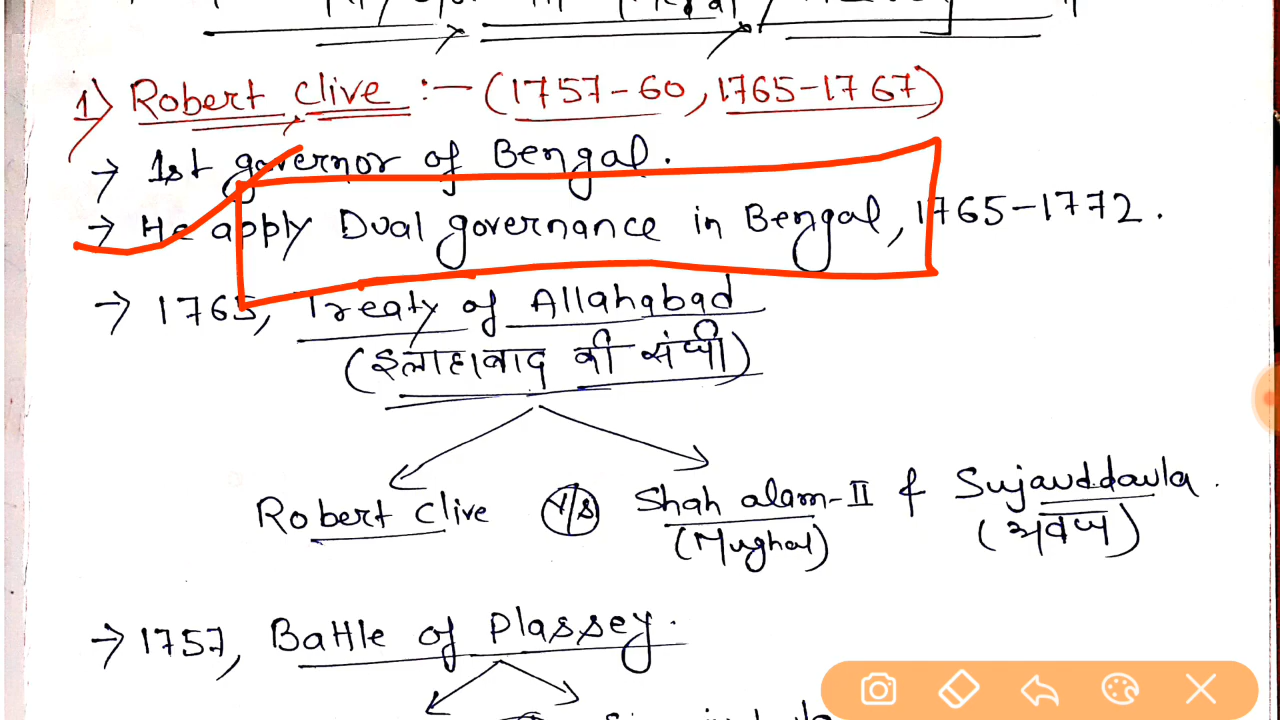 1) Robert Clive :- (1757-60, 1765-1767)
→ 1st governor of Bengal.
→ He apply Dual governance in Bengal, 1765-1772.
→ 1765, Treaty of Allahabad
(इलाहाबाद की संधी)
Robert Clive V/S Shah alam-II & Sujauddaula.
(Mughal) (अवध)
→ 1757, Battle of Plassey.